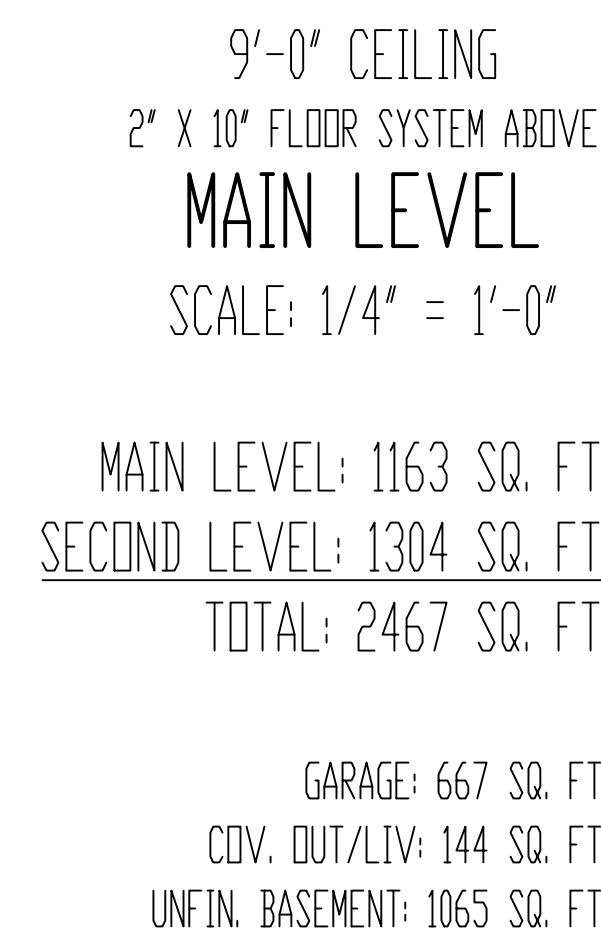 9'-0" CEILING
2" X 10" FLOOR SYSTEM ABOVE
MAIN LEVEL
SCALE: 1/4" = 1'-0"
MAIN LEVEL: 1163 SQ. FT
SECOND LEVEL: 1304 SQ. FT
TOTAL: 2467 SQ. FT
GARAGE: 667 SQ. FT
COV. OUT/LIV: 144 SQ. FT
UNFIN. BASEMENT: 1065 SQ. FT